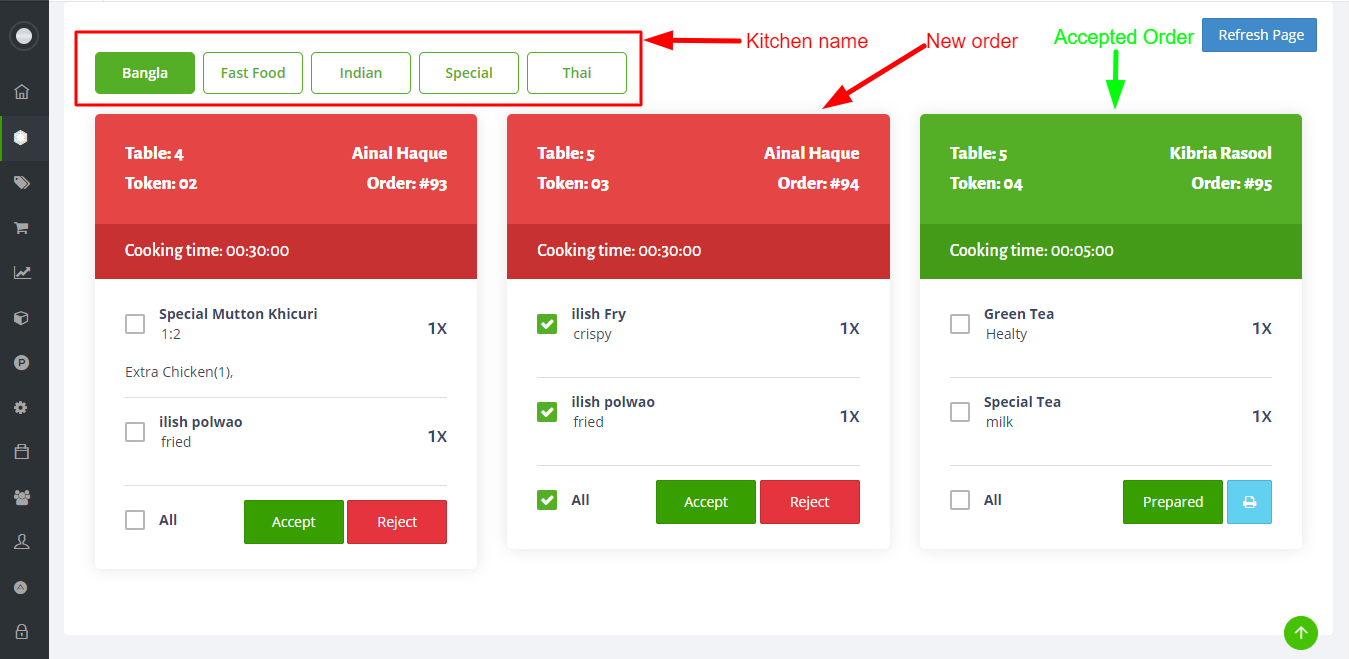 Kitchen name
New order
Accepted Order
Refresh Page
Bangla
Fast Food
Indian
Special
Thai
Table: 4
Ainal Haque
Token: 02
Order: #93
Cooking time: 00:30:00
Special Mutton Khicuri
1:2
1X
Extra Chicken(1),
ilish polwao
fried
1X
All
Accept
Reject
Table: 5
Ainal Haque
Token: 03
Order: #94
Cooking time: 00:30:00
ilish Fry
crispy
1X
ilish polwao
fried
1X
All
Accept
Reject
Table: 5
Kibria Rasool
Token: 04
Order: #95
Cooking time: 00:05:00
Green Tea
Healty
1X
Special Tea
milk
1X
All
Prepared